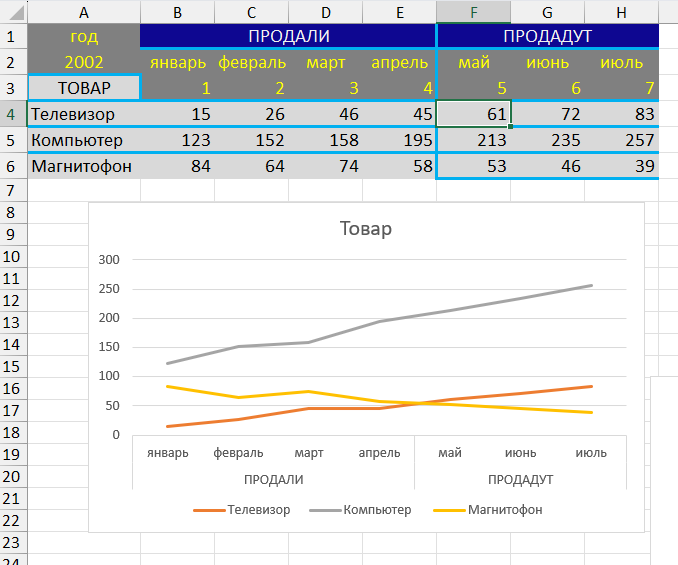 A B C D E F G H
1 год ПРОДАЛИ ПРОДАДУТ
2 2002 январь февраль март апрель май июнь июль
3 ТОВАР 1 2 3 4 5 6 7
4 Телевизор 15 26 46 45 61 72 83
5 Компьютер 123 152 158 195 213 235 257
6 Магнитофон 84 64 74 58 53 46 39
7
8
9 Товар
10 300
11 250
12 200
13
14 150
15
16 100
17 50
18 0
19 январь февраль март апрель май июнь июль
20 ПРОДАЛИ ПРОДАДУТ
21 Телевизор Компьютер Магнитофон
22
23
24